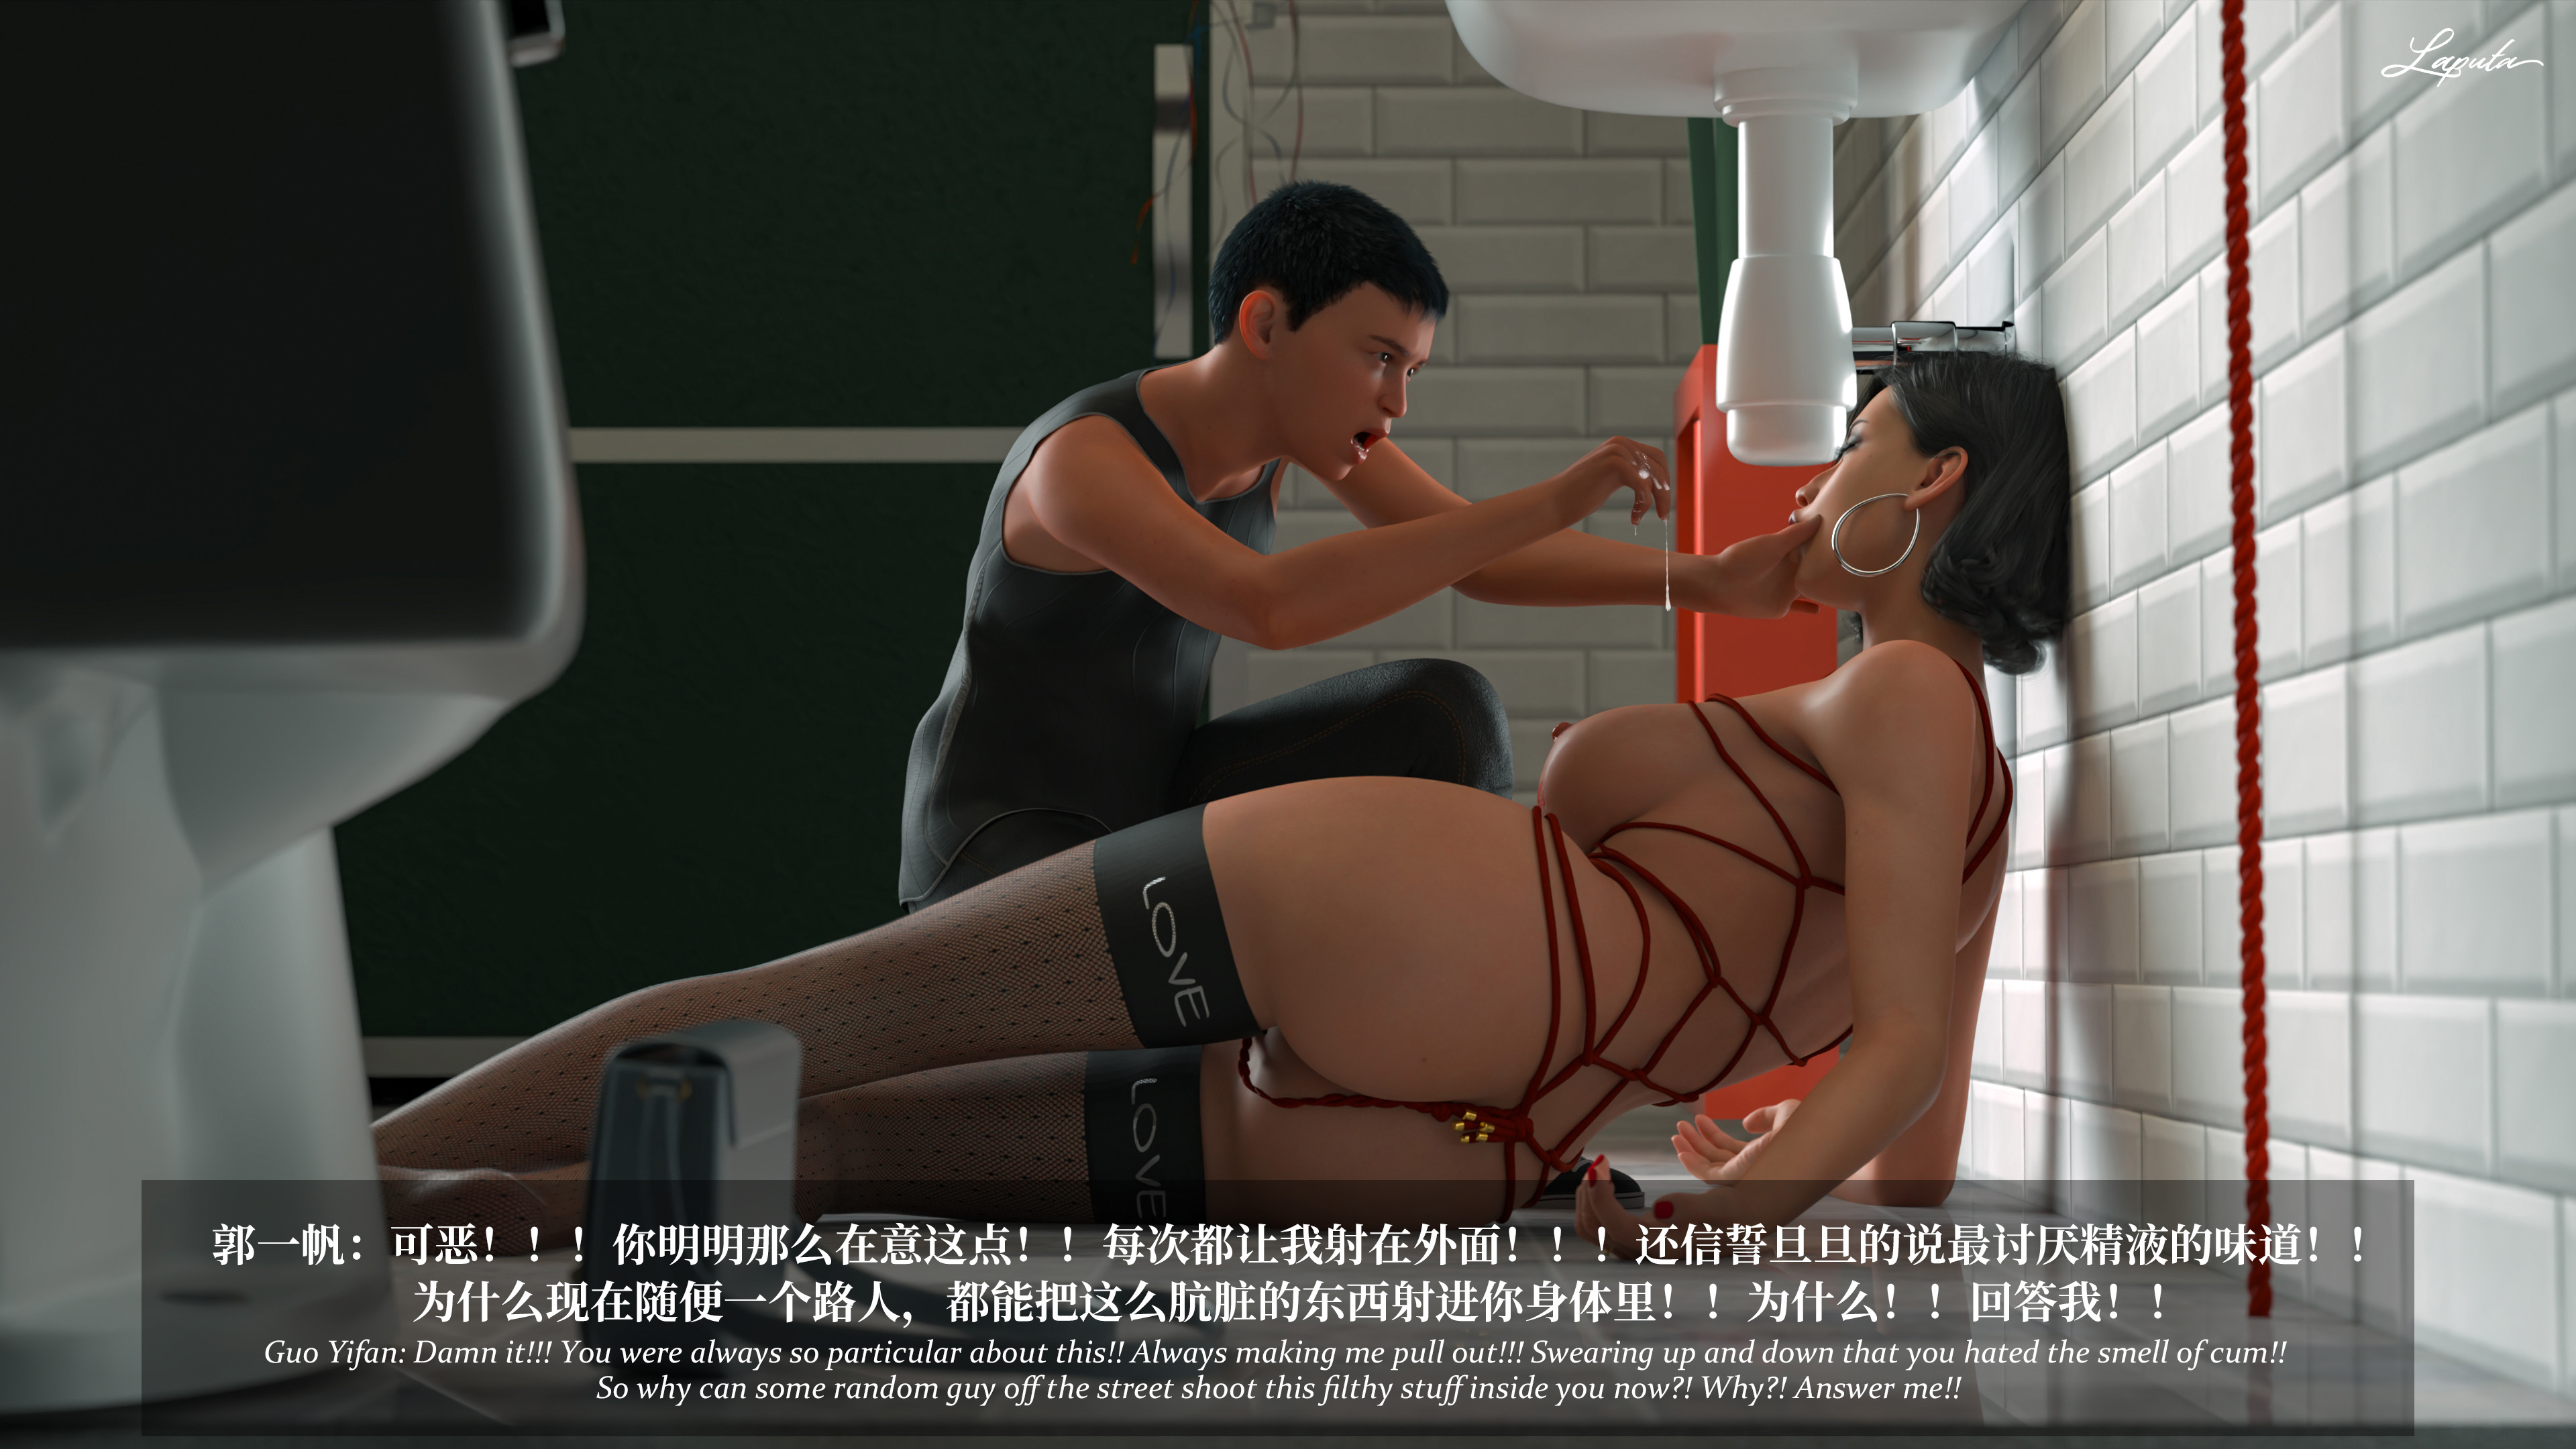 Laputa
LOVE
LOVE
郭一帆：可恶！！！你明明那么在意这点！！每次都让我射在外面！！！还信誓旦旦的说最讨厌精液的味道！！
为什么现在随便一个路人，都能把这么肮脏的东西射进你身体里！！为什么！！回答我！！
Guo Yifan: Damn it!!! You were always so particular about this!! Always making me pull out!!! Swearing up and down that you hated the smell of cum!!
So why can some random guy off the street shoot this filthy stuff inside you now?! Why?! Answer me!!